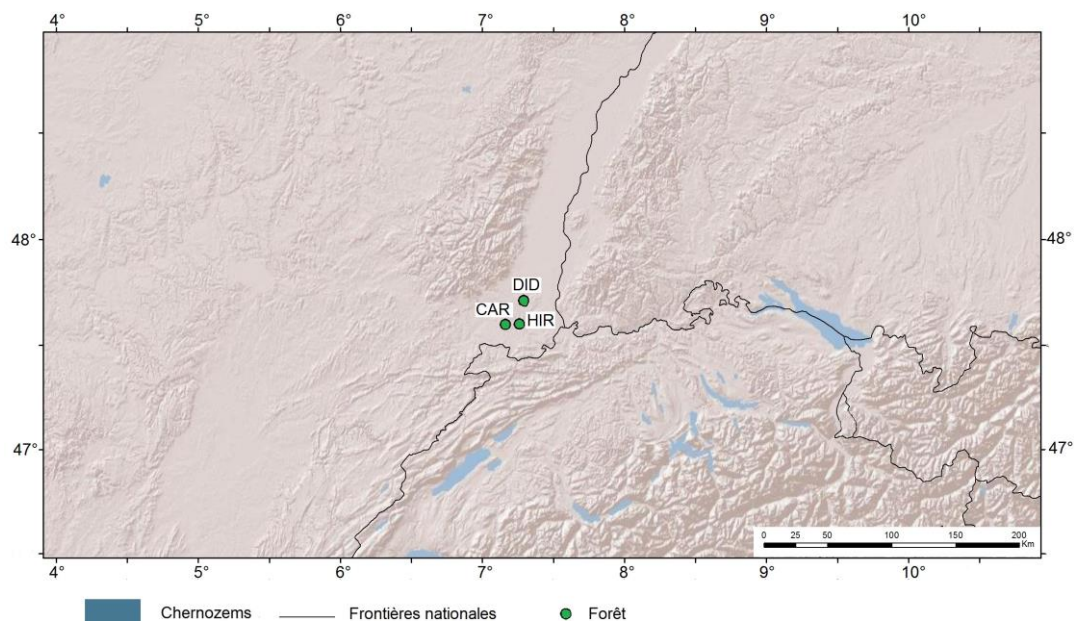 4° 5° 6° 7° 8° 9° 10°
48° 48°
DID
CAR HIR
47° 47°
0 25 50 100 150 200
Km
4° 5° 6° 7° 8° 9° 10°
Chernozems Frontières nationales Forêt